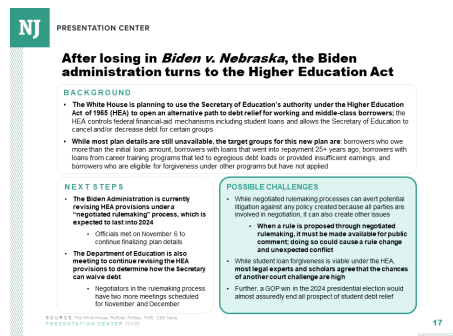 NJ
PRESENTATION CENTER
After losing in Biden v. Nebraska, the Biden
administration turns to the Higher Education Act
BACKGROUND
• The White House is planning to use the Secretary of Education's authority under the Higher Education
Act of 1965 (HEA) to open an alternative path to debt relief for working and middle-class borrowers; the
HEA controls federal financial-aid mechanisms including student loans and allows the Secretary of Education to
cancel and/or decrease debt for certain groups
• While most plan details are still unavailable, the target groups for this new plan are: borrowers who owe
more than the initial loan amount, borrowers with loans that went into repayment 25+ years ago, borrowers with
loans from career training programs that led to egregious debt loads or provided insufficient earnings, and
borrowers who are eligible for forgiveness under other programs but have not applied
NEXT STEPS
• The Biden Administration is currently
revising HEA provisions under a
"negotiated rulemaking" process, which is
expected to last into 2024
• Officials met on November 6 to
continue finalizing plan details
• The Department of Education is also
meeting to continue revising the HEA
provisions to determine how the Secretary
can waive debt
• Negotiators in the rulemaking process
have two more meetings scheduled
for November and December
POSSIBLE CHALLENGES
• While negotiated rulemaking processes can avert potential
litigation against any policy created because all parties are
involved in negotiation, it can also create other issues
• When a rule is proposed through negotiated
rulemaking, it must be made available for public
comment; doing so could cause a rule change
and unexpected conflict
• While student loan forgiveness is viable under the HEA,
most legal experts and scholars agree that the chances
of another court challenge are high
• Further, a GOP win in the 2024 presidential election would
almost assuredly end all prospect of student debt relief
SOURCE The White House, RollCall, Forbes, TIME, CBS News
PRESENTATION CENTER 11/7/23
17